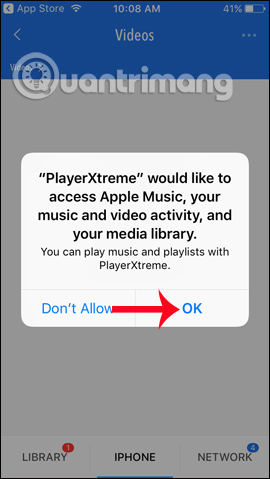 App Store 10:08 AM 41%
Videos
Videos
Quantrimang
“PlayerXtreme” would like to
access Apple Music, your
music and video activity, and
your media library.
You can play music and playlists with
PlayerXtreme.
Don’t Allow OK
1 4
LIBRARY IPHONE NETWORK